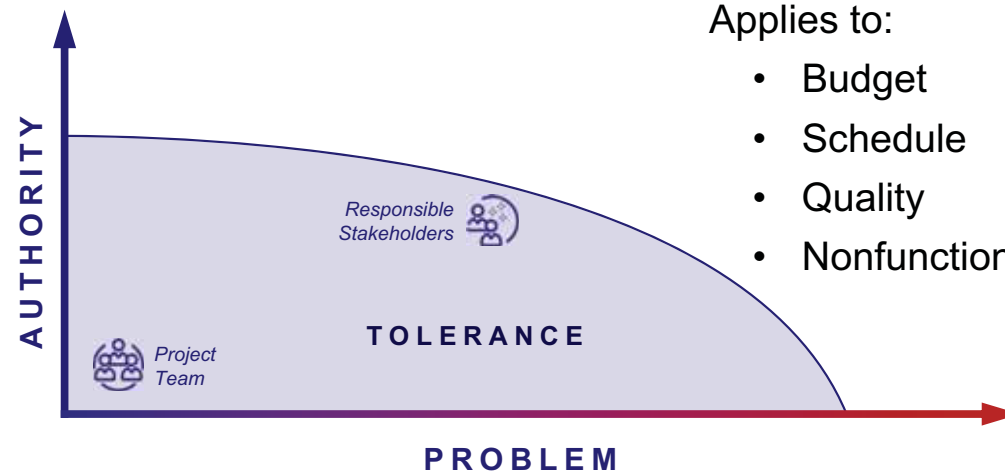 Applies to:
• Budget
• Schedule
• Quality
• Nonfunction
AUTHORITY
Responsible
Stakeholders
TOLERANCE
Project
Team
PROBLEM